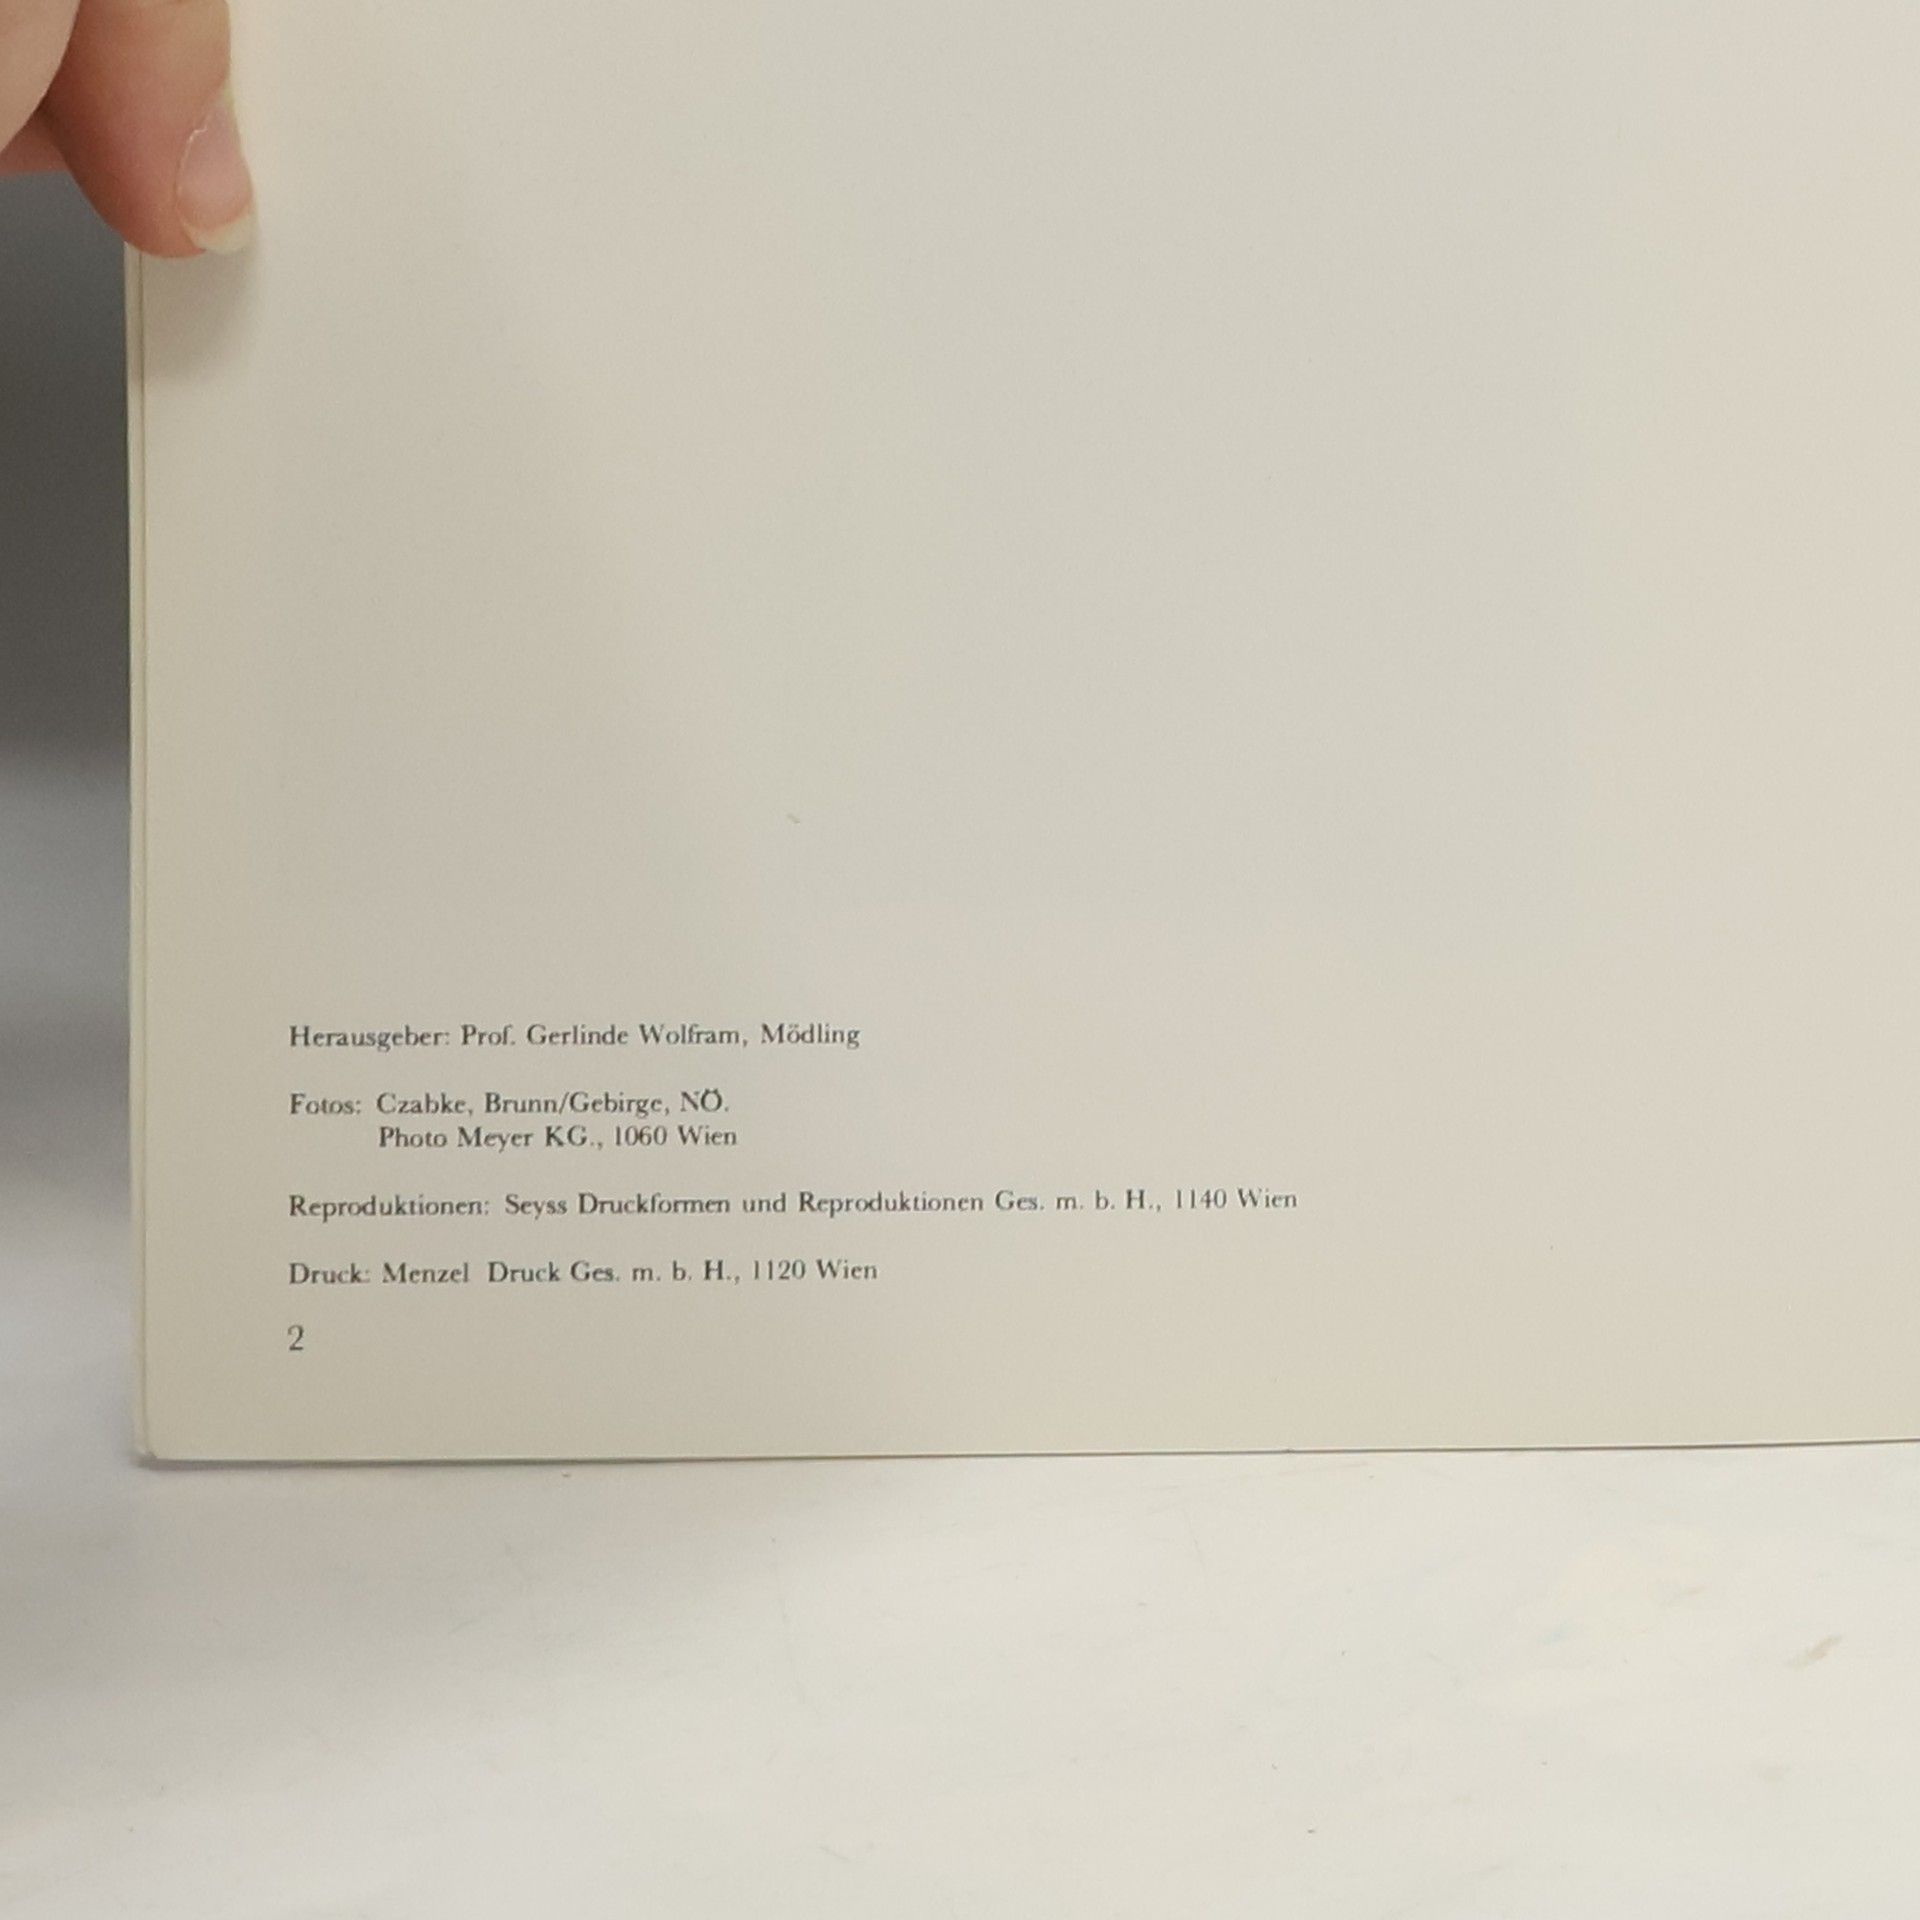 Herausgeber: Prof. Gerlinde Wolfram, Mödling
Fotos: Czabke, Brunn/Gebirge, NÖ.
Photo Meyer KG., 1060 Wien
Reproduktionen: Seyss Druckformen und Reproduktionen Ges. m. b. H., 1140 Wien
Druck: Menzel Druck Ges. m. b. H., 1120 Wien
2